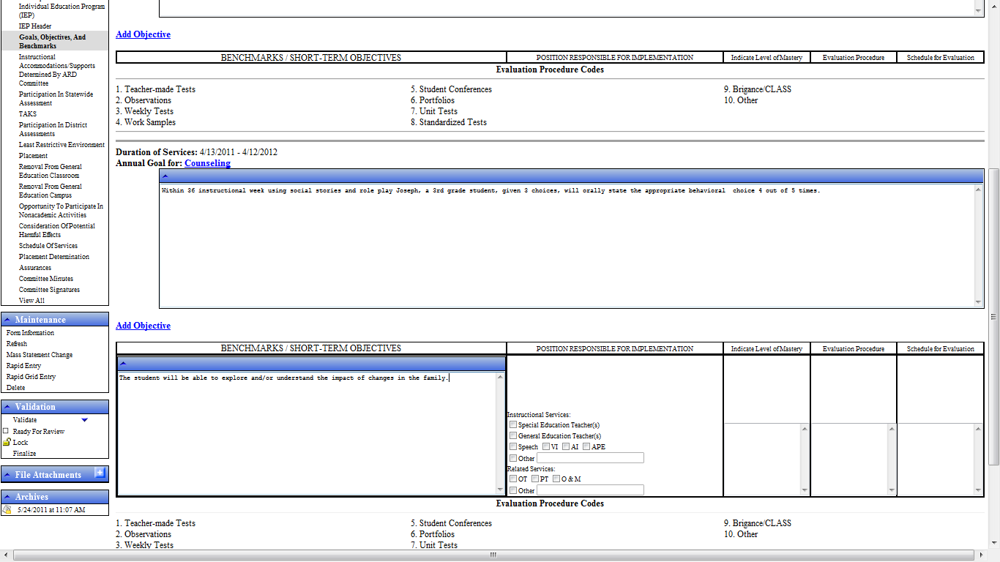 Individual Education Program
(IEP)
IEP Header
Goals, Objectives, And
Benchmarks
Instructional
Accommodations/Supports
Determined By ARD
Committee
Participation In Statewide
Assessment
TAKS
Participation In District
Assessments
Least Restrictive Environment
Placement
Removal From General
Education Classroom
Removal From General
Education Campus
Opportunity To Participate In
Nonacademic Activities
Consideration Of Potential
Harmful Effects
Schedule Of Services
Placement Determination
Assurances
Committee Minutes
Committee Signatures
View All
Maintenance
Form Information
Refresh
Mass Statement Change
Rapid Entry
Rapid Grid Entry
Delete
Validation
Validate
Ready For Review
Lock
Finalize
File Attachments
Archives
5/24/2011 at 11:07 AM
Add Objective
BENCHMARKS / SHORT-TERM OBJECTIVES POSITION RESPONSIBLE FOR IMPLEMENTATION Indicate Level of Mastery Evaluation Procedure Schedule for Evaluation
Evaluation Procedure Codes
1. Teacher-made Tests 5. Student Conferences 9. Brigance/CLASS
2. Observations 6. Portfolios 10. Other
3. Weekly Tests 7. Unit Tests
4. Work Samples 8. Standardized Tests
Duration of Services: 4/13/2011 - 4/12/2012
Annual Goal for: Counseling
Within 36 instructional week using social stories and role play Joseph, a 3rd grade student, given 3 choices, will orally state the appropriate behavioral  choice 4 out of 5 times.
Add Objective
BENCHMARKS / SHORT-TERM OBJECTIVES POSITION RESPONSIBLE FOR IMPLEMENTATION Indicate Level of Mastery Evaluation Procedure Schedule for Evaluation
The student will be able to explore and/or understand the impact of changes in the family.
Instructional Services:
Special Education Teacher(s)
General Education Teacher(s)
Speech VI AI APE
Other
Related Services:
OT PT O & M
Other
Evaluation Procedure Codes
1. Teacher-made Tests 5. Student Conferences 9. Brigance/CLASS
2. Observations 6. Portfolios 10. Other
3. Weekly Tests 7. Unit Tests